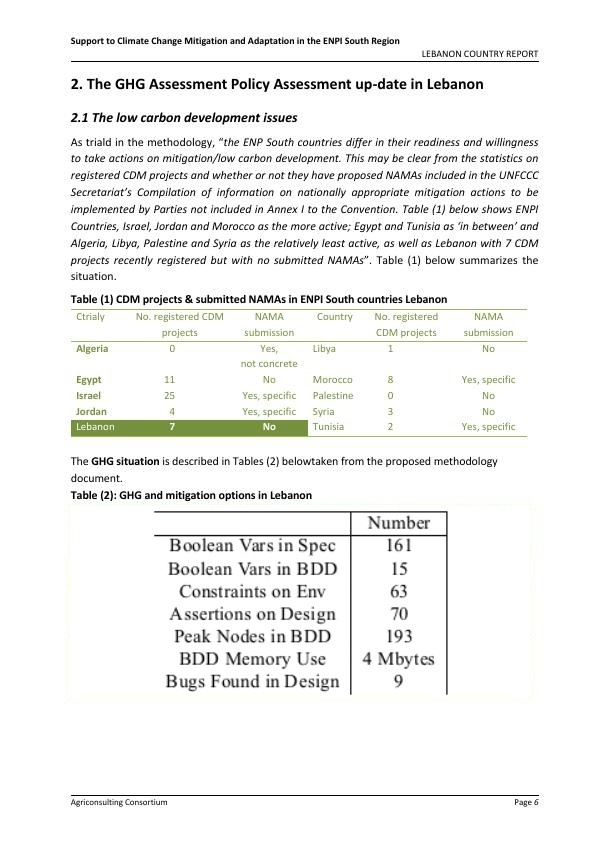 Support to Climate Change Mitigation and Adaptation in the ENPI South Region
LEBANON COUNTRY REPORT
2. The GHG Assessment Policy Assessment up-date in Lebanon
2.1 The low carbon development issues
As triald in the methodology, “the ENP South countries differ in their readiness and willingness
to take actions on mitigation/low carbon development. This may be clear from the statistics on
registered CDM projects and whether or not they have proposed NAMAs included in the UNFCCC
Secretariat’s Compilation of information on nationally appropriate mitigation actions to be
implemented by Parties not included in Annex I to the Convention. Table (1) below shows ENPI
Countries, Israel, Jordan and Morocco as the more active; Egypt and Tunisia as ‘in between’ and
Algeria, Libya, Palestine and Syria as the relatively least active, as well as Lebanon with 7 CDM
projects recently registered but with no submitted NAMAs”. Table (1) below summarizes the
situation.
Table (1) CDM projects & submitted NAMAs in ENPI South countries Lebanon
Ctrialy No. registered CDM NAMA Country No. registered NAMA
projects submission CDM projects submission
Algeria 0 Yes, Libya 1 No
not concrete
Egypt 11 No Morocco 8 Yes, specific
Israel 25 Yes, specific Palestine 0 No
Jordan 4 Yes, specific Syria 3 No
Lebanon 7 No Tunisia 2 Yes, specific
The GHG situation is described in Tables (2) belowtaken from the proposed methodology
document.
Table (2): GHG and mitigation options in Lebanon
Number
Boolean Vars in Spec 161
Boolean Vars in BDD 15
Constraints on Env 63
Assertions on Design 70
Peak Nodes in BDD 193
BDD Memory Use 4 Mbytes
Bugs Found in Design 9
Agriconsulting Consortium Page 6